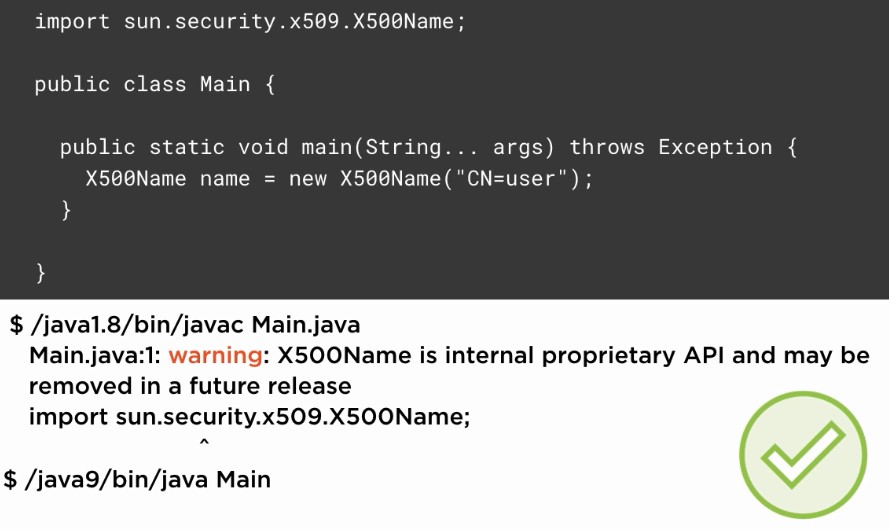 import sun.security.x509.X500Name;
public class Main {
public static void main(String... args) throws Exception {
X500Name name = new X500Name("CN=user");
}
}
$ /java1.8/bin/javac Main.java
Main.java:1: warning: X500Name is internal proprietary API and may be
removed in a future release
import sun.security.x509.X500Name;
^
$ /java9/bin/java Main